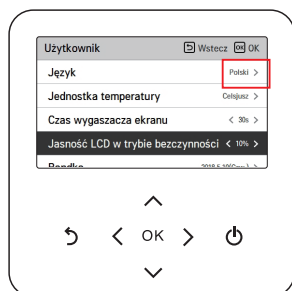 Użytkownik Wstecz OK OK
Język Polski >
Jednostka temperatury Celsjusz >
Czas wygaszacza ekranu < 30s >
Jasność LCD w trybie bezczynności < 10% >
< OK >